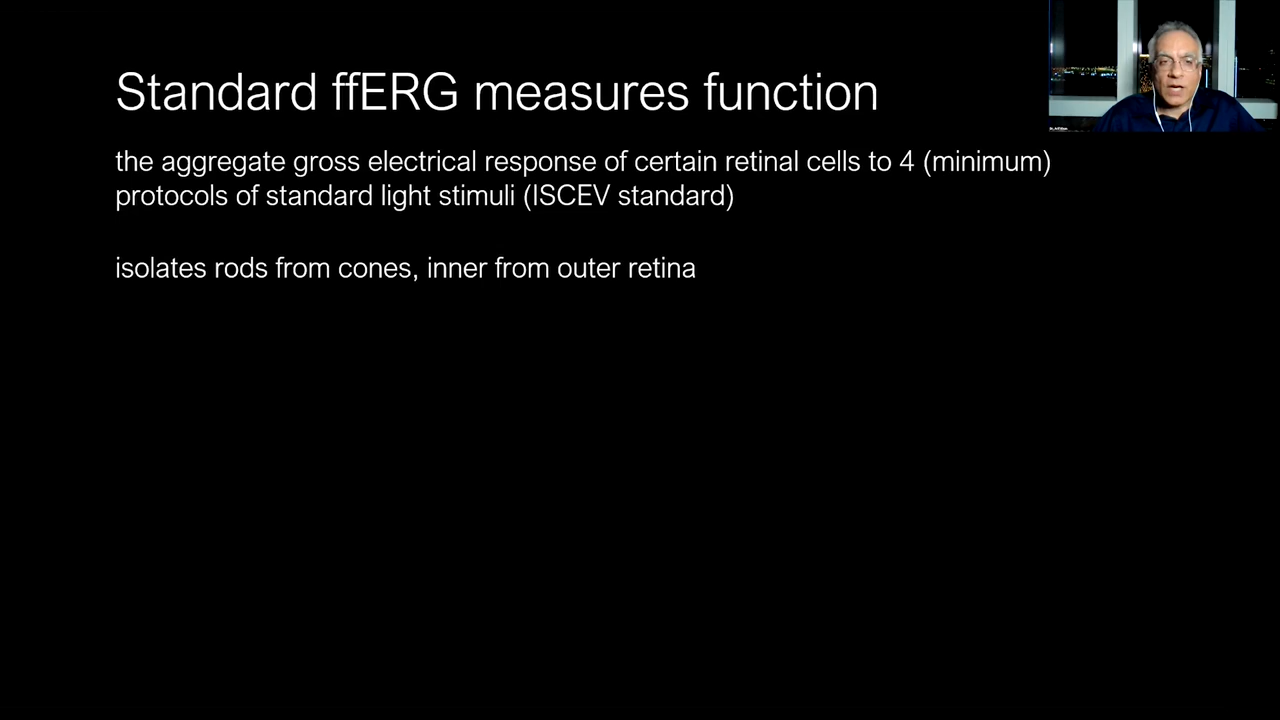 Standard ffERG measures function
the aggregate gross electrical response of certain retinal cells to 4 (minimum)
protocols of standard light stimuli (ISCEV standard)
isolates rods from cones, inner from outer retina